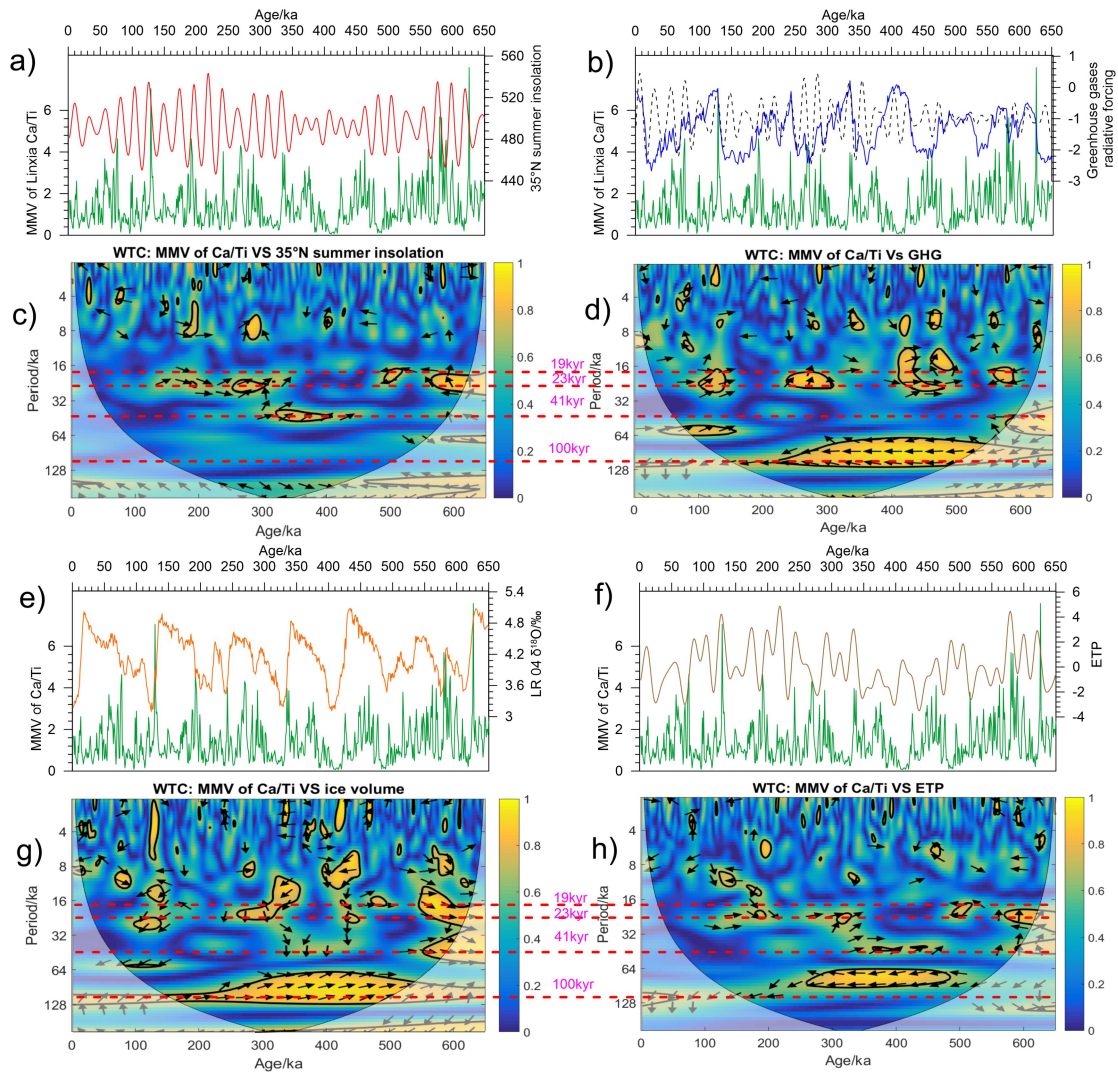 Age/ka
0 50 100 150 200 250 300 350 400 450 500 550 600 650
a)
MMV of Linxia Ca/Ti
0 2 4 6
560
520
480
440
35°N summer insolation
Age/ka
0 50 100 150 200 250 300 350 400 450 500 550 600 650
b)
MMV of Linxia Ca/Ti
0 2 4 6
1
0
-1
-2
-3
Greenhouse gases
radiative forcing
WTC: MMV of Ca/Ti VS 35°N summer insolation
c)
Period/ka
4
8
16
32
64
128
0 100 200 300 400 500 600
Age/ka
1
0.8
0.6
0.4
0.2
0
19kyr
23kyr
41kyr
100kyr
WTC: MMV of Ca/Ti Vs GHG
d)
Period/ka
4
8
16
32
64
128
0 100 200 300 400 500 600
Age/ka
1
0.8
0.6
0.4
0.2
0
Age/ka
0 50 100 150 200 250 300 350 400 450 500 550 600 650
e)
MMV of Ca/Ti
0 2 4 6
5.4
4.8
4.2
3.6
3
LR 04 δ¹⁸O/‰
Age/ka
0 50 100 150 200 250 300 350 400 450 500 550 600 650
f)
MMV of Ca/Ti
0 2 4 6
6
4
2
0
-2
-4
ETP
WTC: MMV of Ca/Ti VS ice volume
g)
Period/ka
4
8
16
32
64
128
0 100 200 300 400 500 600
Age/ka
1
0.8
0.6
0.4
0.2
0
19kyr
23kyr
41kyr
100kyr
WTC: MMV of Ca/Ti VS ETP
h)
Period/ka
4
8
16
32
64
128
0 100 200 300 400 500 600
Age/ka
1
0.8
0.6
0.4
0.2
0